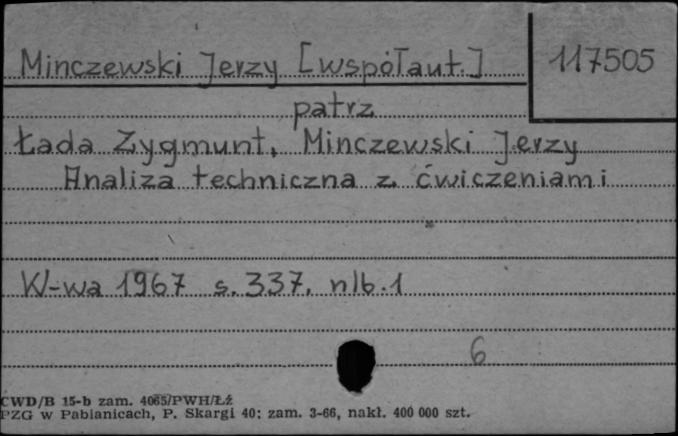 Minczewski Jerzy [współaut.]
117505
patrz
Łada Zygmunt, Minczewski Jerzy
Analiza techniczna z ćwiczeniami
W-wa 1967 s. 337, nlb. 1
6
CWD/B 15-b zam. 4065/PWH/Łź
PZG w Pabianicach, P. Skargi 40; zam. 3-66, nakł. 400 000 szt.